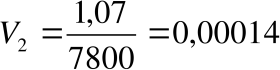 V₂ = 1,07 / 7800 = 0,00014